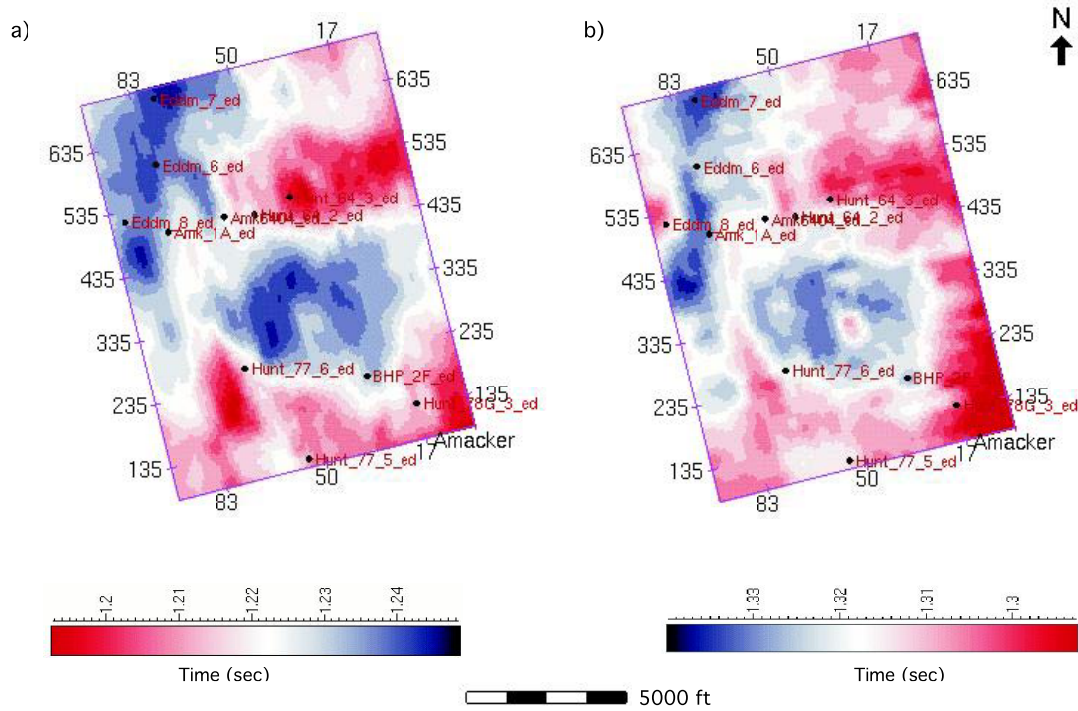 a)
b)
N
17
50
83
635
635
535
535
435
435
335
335
235
235
135
135
17
50
83
Eddm_7_ed
Eddm_6_ed
Hunt_64_3_ed
Hunt_64_2_ed
Eddm_8_ed
Amk_1A_ed
Hunt_77_6_ed
BHP_2F_ed
Hunt_78G_3_ed
Amacker
Hunt_77_5_ed
17
50
83
635
635
535
535
435
435
335
335
235
235
135
135
17
50
83
Eddm_7_ed
Eddm_6_ed
Hunt_64_3_ed
Hunt_64_2_ed
Eddm_8_ed
Amk_1A_ed
Hunt_77_6_ed
78G_3_ed
Amacker
Hunt_77_5_ed
-1.2
-1.21
-1.22
-1.23
-1.24
Time (sec)
-1.33
-1.32
-1.31
-1.3
Time (sec)
5000 ft